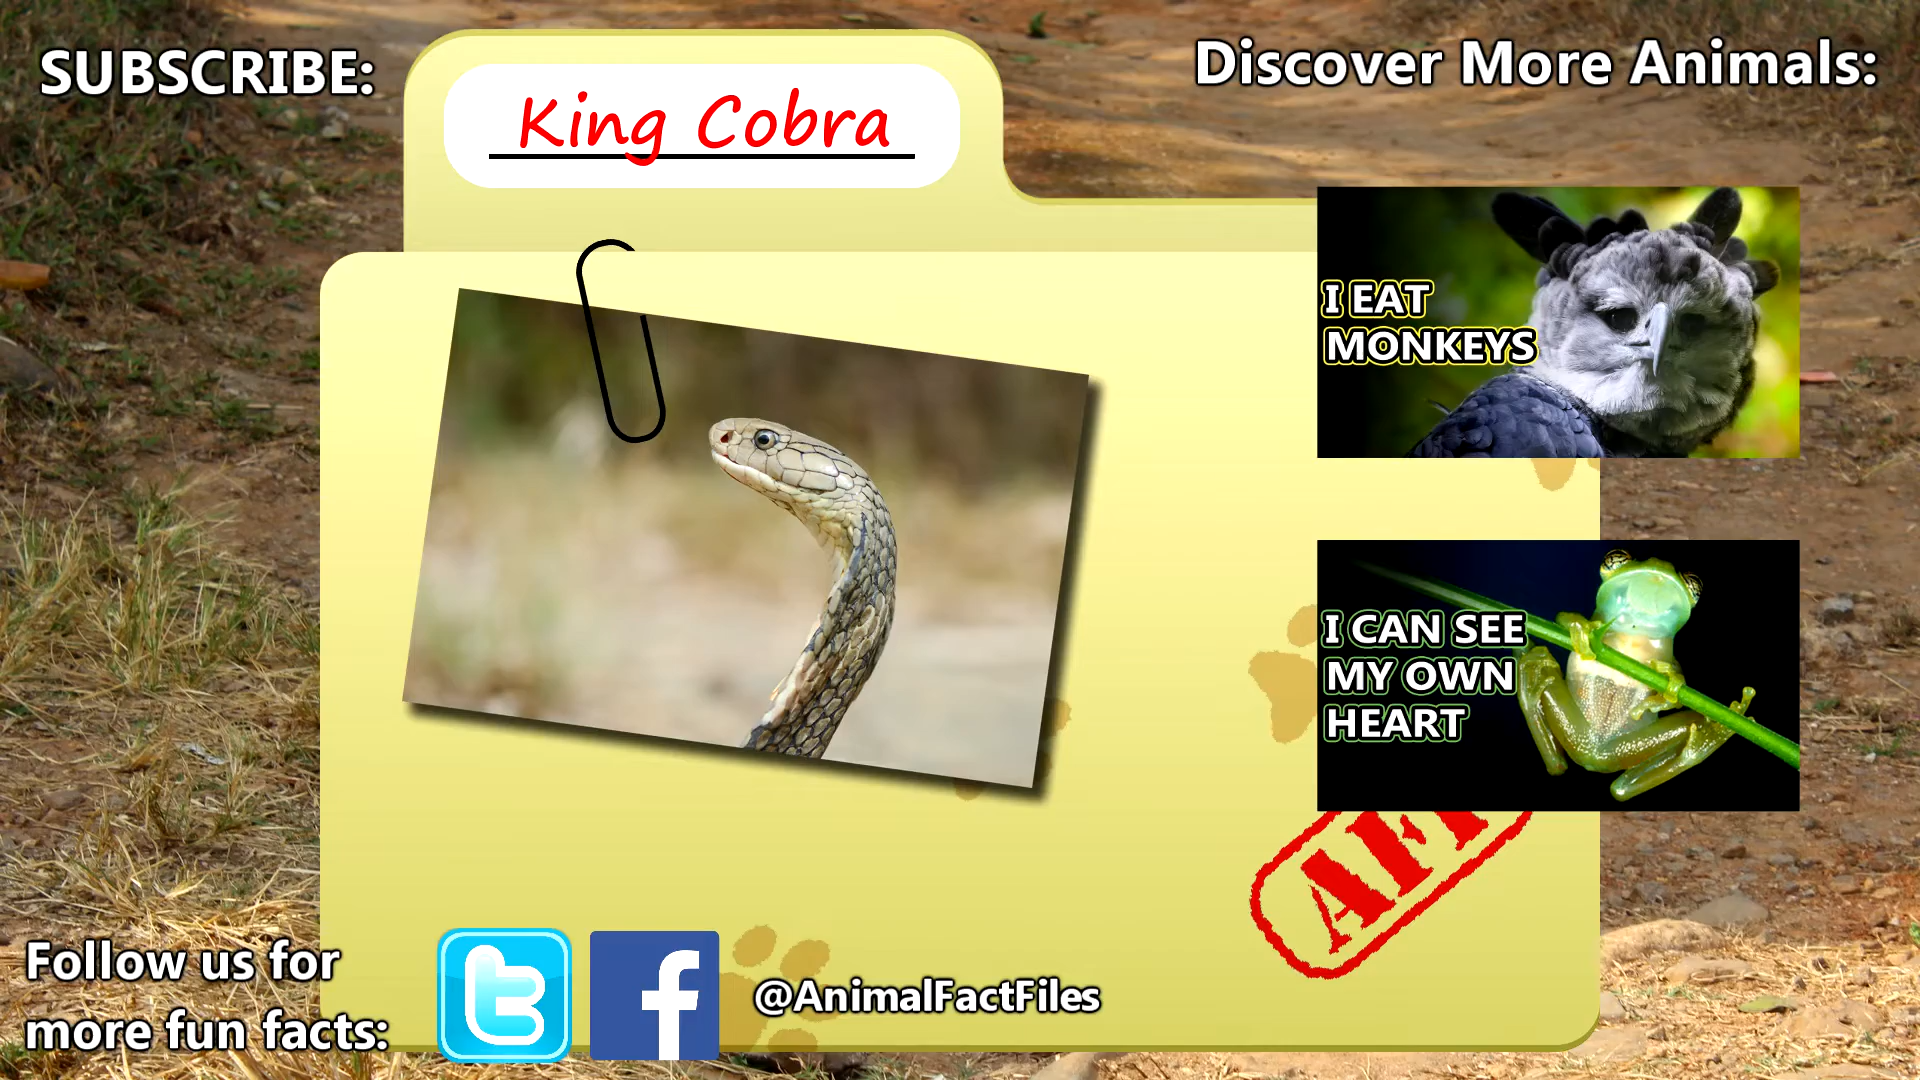 SUBSCRIBE:
King Cobra
Discover More Animals:
I EAT
MONKEYS
I CAN SEE
MY OWN
HEART
Follow us for
more fun facts:
@AnimalFactFiles